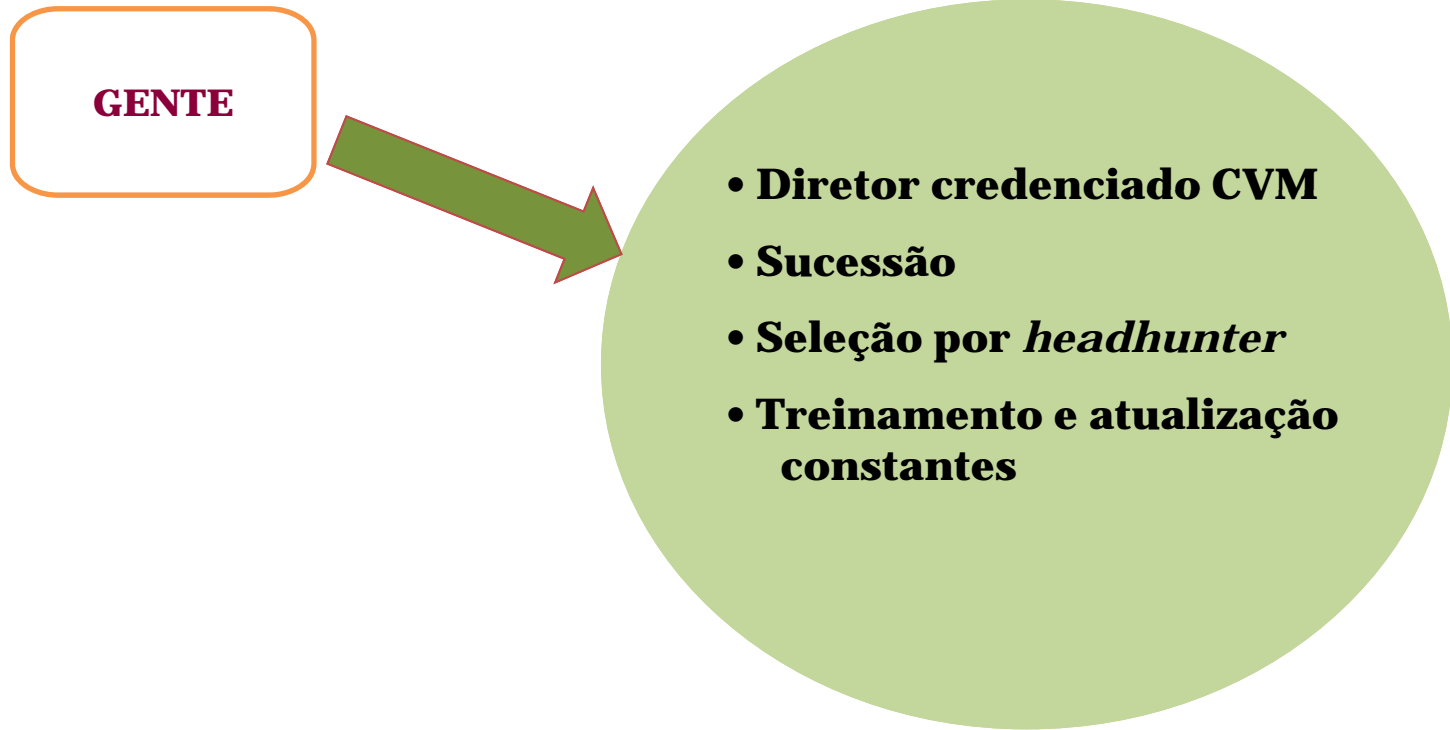 GENTE
• Diretor credenciado CVM
• Sucessão
• Seleção por headhunter
• Treinamento e atualização
constantes